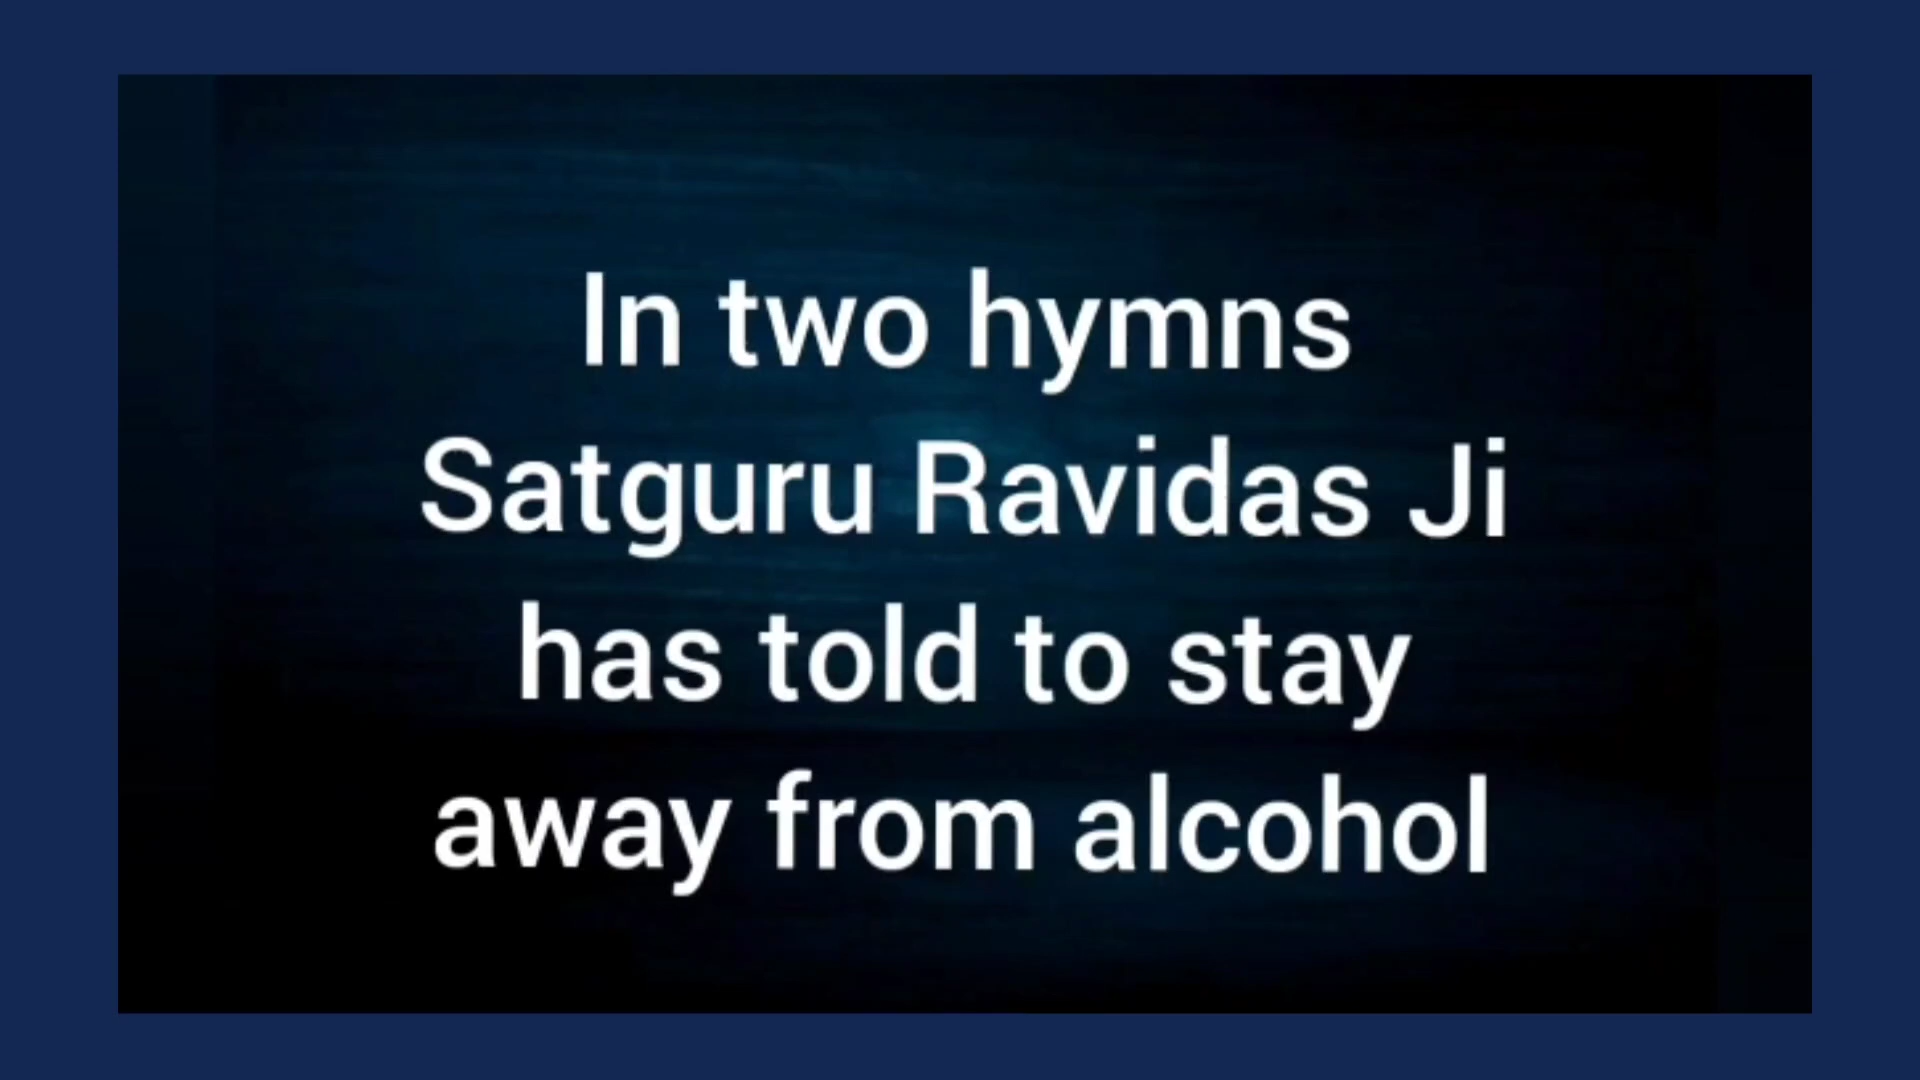 In two hymns
Satguru Ravidas Ji
has told to stay
away from alcohol